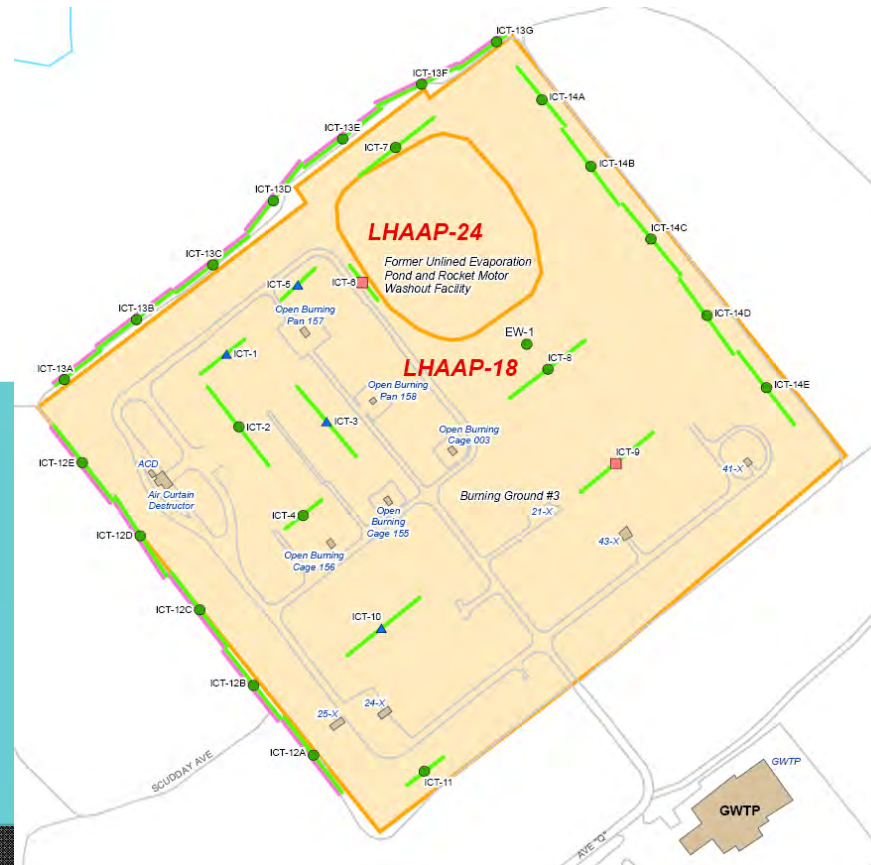 ICT-13G
ICT-13F
ICT-14A
ICT-13E
ICT-7
ICT-14B
ICT-13D
LHAAP-24
ICT-14C
ICT-13C
Former Unlined Evaporation
Pond and Rocket Motor
Washout Facility
ICT-5
ICT-6
Open Burning
Pan 157
ICT-13B
ICT-14D
EW-1
ICT-1
LHAAP-18
ICT-8
ICT-13A
Open Burning
Pan 158
ICT-14E
ICT-3
ICT-2
Open Burning
Cage 003
ICT-9
ICT-12E
ACD
41-X
Air Curtain
Destructor
Burning Ground #3
21-X
ICT-4
Open
Burning
Cage 155
ICT-12D
43-X
Open Burning
Cage 156
ICT-12C
ICT-10
ICT-12B
24-X
25-X
ICT-12A
SCUDDAY AVE
ICT-11
GWTP
GWTP
AVE "Q"